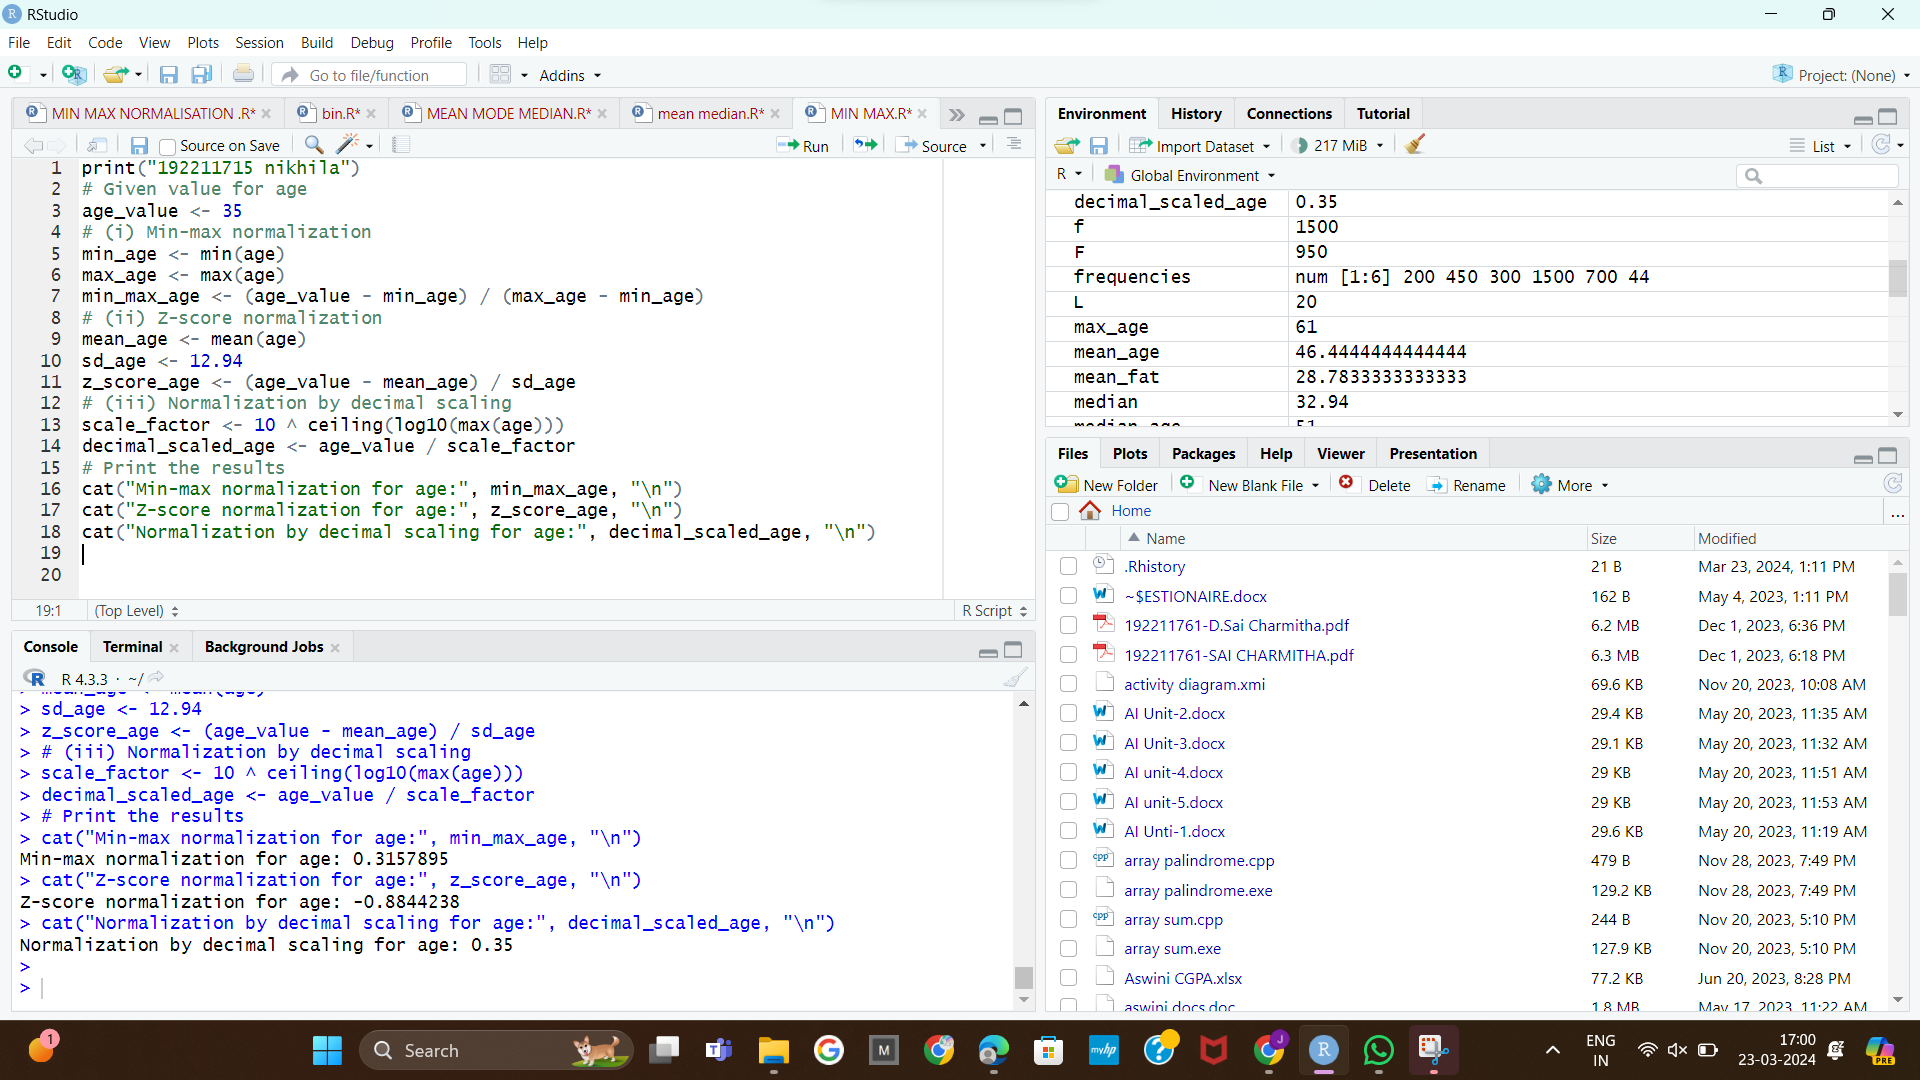 RStudio
File Edit Code View Plots Session Build Debug Profile Tools Help
Go to file/function Addins Project: (None)
MIN MAX NORMALISATION .R* bin.R* MEAN MODE MEDIAN.R* mean median.R* MIN MAX.R*
Source on Save Run Source
1 print("192211715 nikhila")
2 # Given value for age
3 age_value <- 35
4 # (i) Min-max normalization
5 min_age <- min(age)
6 max_age <- max(age)
7 min_max_age <- (age_value - min_age) / (max_age - min_age)
8 # (ii) Z-score normalization
9 mean_age <- mean(age)
10 sd_age <- 12.94
11 z_score_age <- (age_value - mean_age) / sd_age
12 # (iii) Normalization by decimal scaling
13 scale_factor <- 10 ^ ceiling(log10(max(age)))
14 decimal_scaled_age <- age_value / scale_factor
15 # Print the results
16 cat("Min-max normalization for age:", min_max_age, "\n")
17 cat("Z-score normalization for age:", z_score_age, "\n")
18 cat("Normalization by decimal scaling for age:", decimal_scaled_age, "\n")
19
20
19:1 (Top Level) R Script
Console Terminal Background Jobs
R 4.3.3 · ~/
> mean_age <- mean(age)
> sd_age <- 12.94
> z_score_age <- (age_value - mean_age) / sd_age
> # (iii) Normalization by decimal scaling
> scale_factor <- 10 ^ ceiling(log10(max(age)))
> decimal_scaled_age <- age_value / scale_factor
> # Print the results
> cat("Min-max normalization for age:", min_max_age, "\n")
Min-max normalization for age: 0.3157895
> cat("Z-score normalization for age:", z_score_age, "\n")
Z-score normalization for age: -0.8844238
> cat("Normalization by decimal scaling for age:", decimal_scaled_age, "\n")
Normalization by decimal scaling for age: 0.35
>
>
Environment History Connections Tutorial
Import Dataset 217 MiB List
R Global Environment
decimal_scaled_age 0.35
f 1500
F 950
frequencies num [1:6] 200 450 300 1500 700 44
L 20
max_age 61
mean_age 46.4444444444444
mean_fat 28.7833333333333
median 32.94
median_age 51
Files Plots Packages Help Viewer Presentation
New Folder New Blank File Delete Rename More
Home ...
Name Size Modified
.Rhistory 21 B Mar 23, 2024, 1:11 PM
~$ESTIONAIRE.docx 162 B May 4, 2023, 1:11 PM
192211761-D.Sai Charmitha.pdf 6.2 MB Dec 1, 2023, 6:36 PM
192211761-SAI CHARMITHA.pdf 6.3 MB Dec 1, 2023, 6:18 PM
activity diagram.xmi 69.6 KB Nov 20, 2023, 10:08 AM
AI Unit-2.docx 29.4 KB May 20, 2023, 11:35 AM
AI Unit-3.docx 29.1 KB May 20, 2023, 11:32 AM
AI unit-4.docx 29 KB May 20, 2023, 11:51 AM
AI unit-5.docx 29 KB May 20, 2023, 11:53 AM
AI Unti-1.docx 29.6 KB May 20, 2023, 11:19 AM
array palindrome.cpp 479 B Nov 28, 2023, 7:49 PM
array palindrome.exe 129.2 KB Nov 28, 2023, 7:49 PM
array sum.cpp 244 B Nov 20, 2023, 5:10 PM
array sum.exe 127.9 KB Nov 20, 2023, 5:10 PM
Aswini CGPA.xlsx 77.2 KB Jun 20, 2023, 8:28 PM
aswini docs.doc 1.8 MB May 17, 2023, 11:22 AM
1 Search ENG IN 17:00 23-03-2024